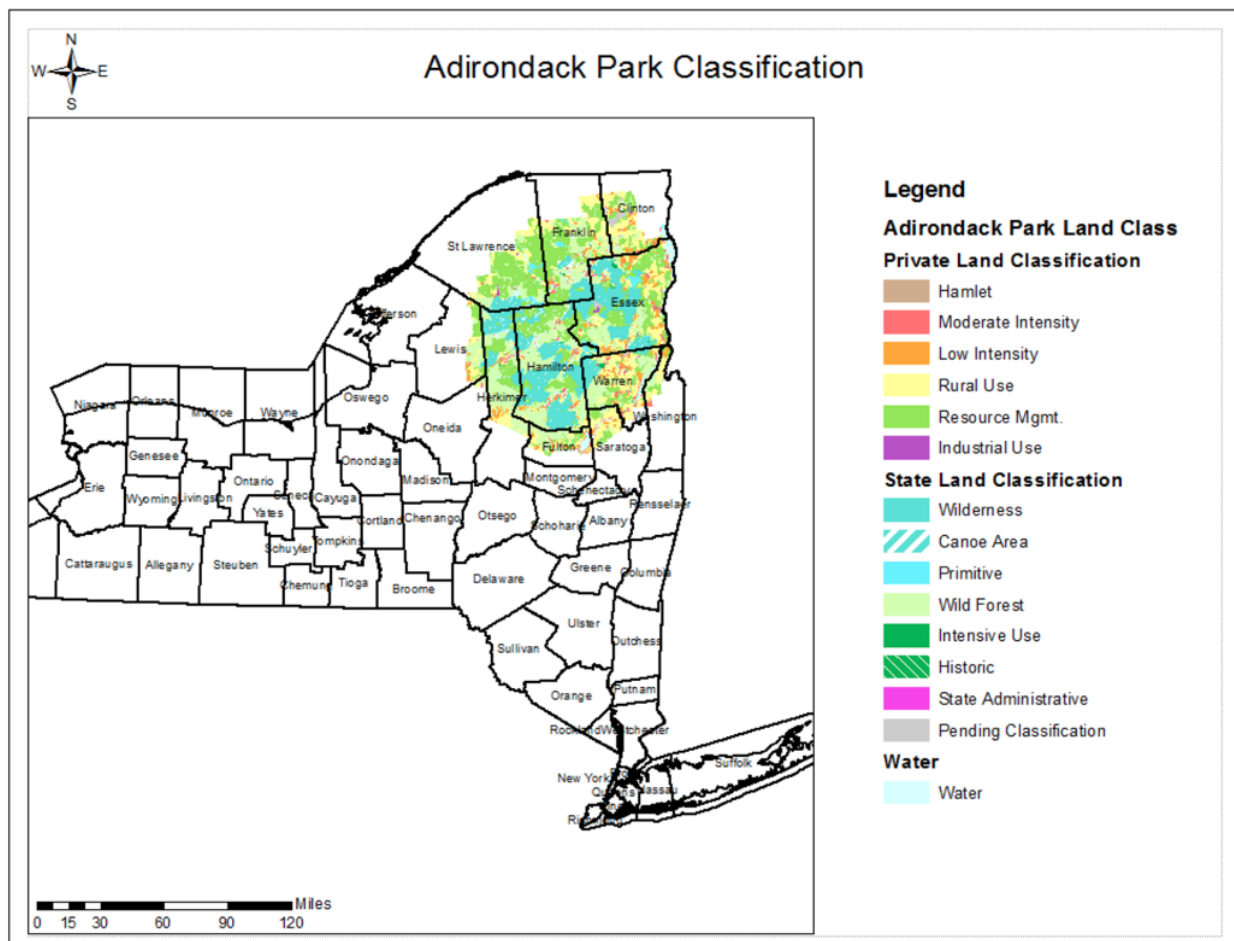 N
W E
S
Adirondack Park Classification
Clinton
Franklin
St Lawrence
Essex
Lewis
Hamilton
Warren
Herkimer
Washington
Oswego
Niagara
Orleans
Monroe
Wayne
Oneida
Fulton
Saratoga
Genesee
Onondaga
Madison
Montgomery
Schenectady
Erie
Ontario
Wyoming
Livingston
Cayuga
Rensselaer
Yates
Cortland
Chenango
Otsego
Schoharie
Albany
Schuyler
Tompkins
Cattaraugus
Allegany
Steuben
Greene
Columbia
Chemung
Tioga
Broome
Delaware
Ulster
Dutchess
Sullivan
Orange
Putnam
Rockland
Westchester
New York
Suffolk
Queens
Nassau
Miles
0 15 30 60 90 120
Legend
Adirondack Park Land Class
Private Land Classification
Hamlet
Moderate Intensity
Low Intensity
Rural Use
Resource Mgmt.
Industrial Use
State Land Classification
Wilderness
Canoe Area
Primitive
Wild Forest
Intensive Use
Historic
State Administrative
Pending Classification
Water
Water